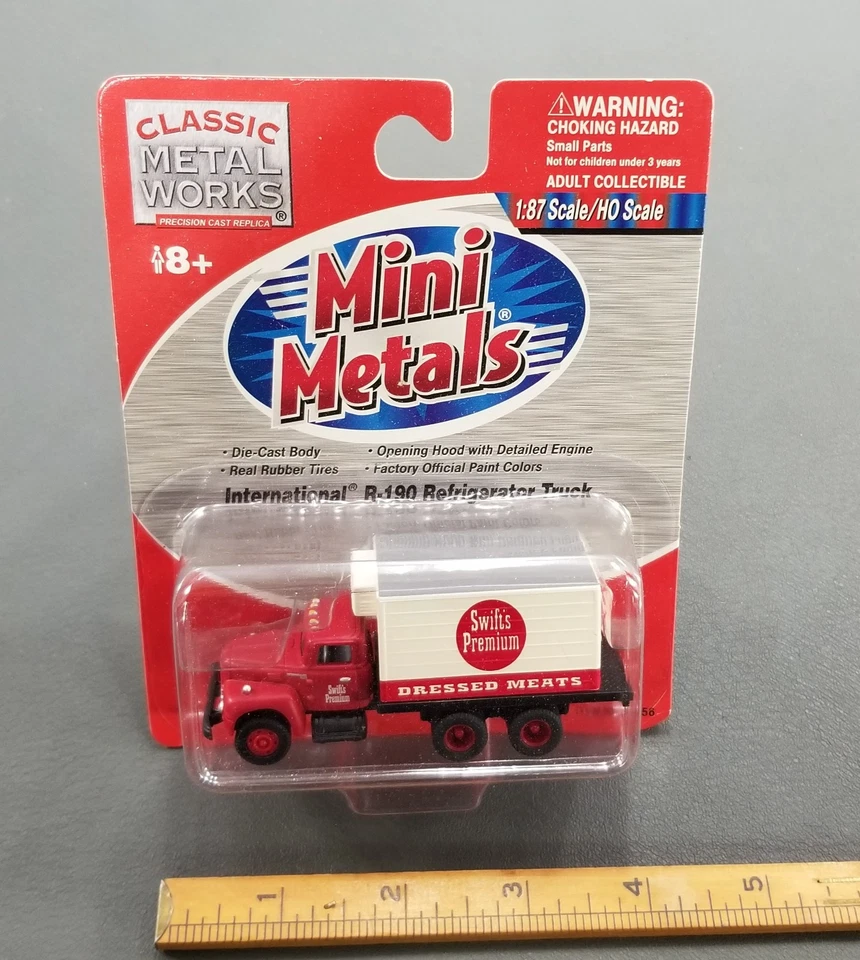 CLASSIC
METAL
WORKS®
PRECISION CAST REPLICA
8+
⚠WARNING:
CHOKING HAZARD
Small Parts
Not for children under 3 years
ADULT COLLECTIBLE
1:87 Scale/HO Scale
Mini
Metals®
• Die-Cast Body • Opening Hood with Detailed Engine
• Real Rubber Tires • Factory Official Paint Colors
International® R-190 Refrigerator Truck
Swift's
Premium
DRESSED MEATS
Swift's
Premium
56
1 2 3 4 5